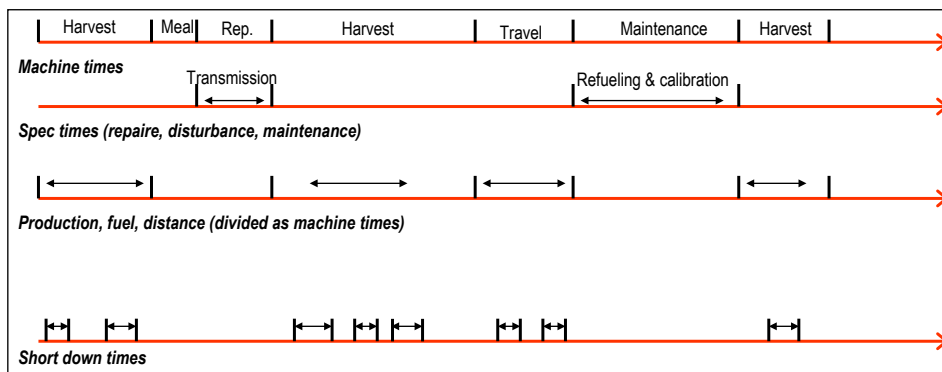 Harvest Meal Rep. Harvest Travel Maintenance Harvest
Machine times
Transmission Refueling & calibration
Spec times (repaire, disturbance, maintenance)
Production, fuel, distance (divided as machine times)
Short down times